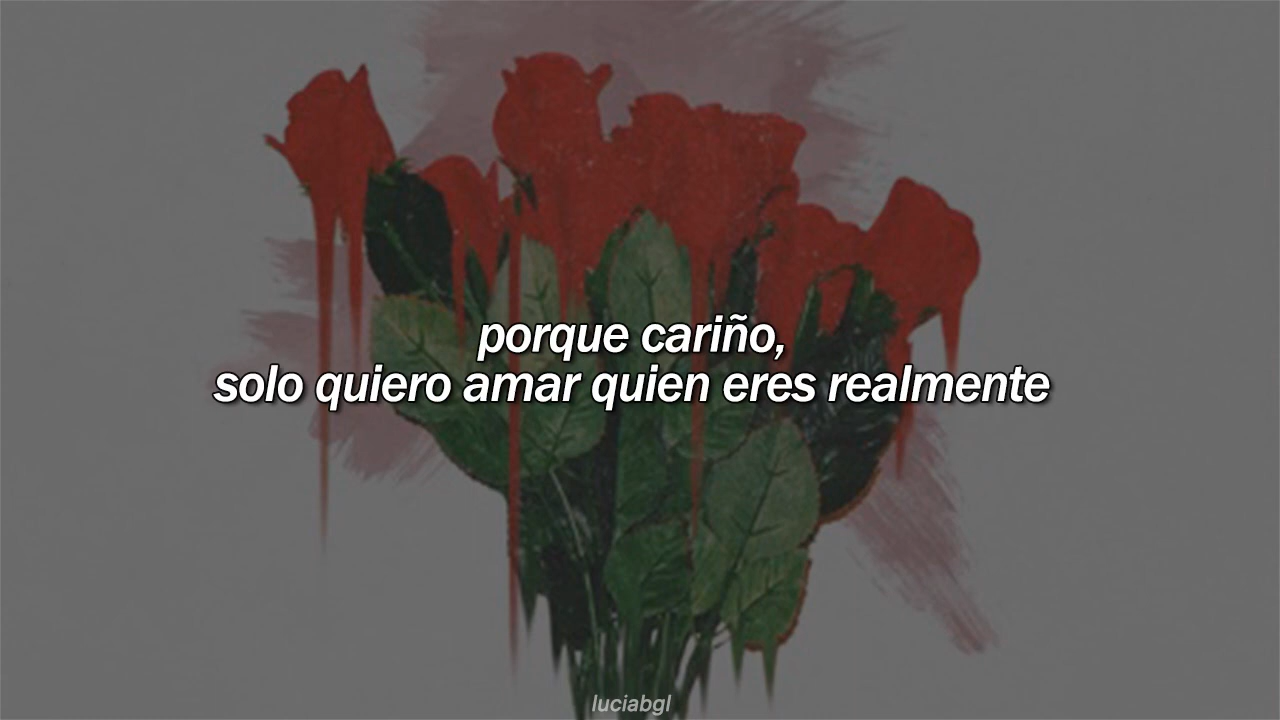 porque cariño,
solo quiero amar quien eres realmente
luciabgl